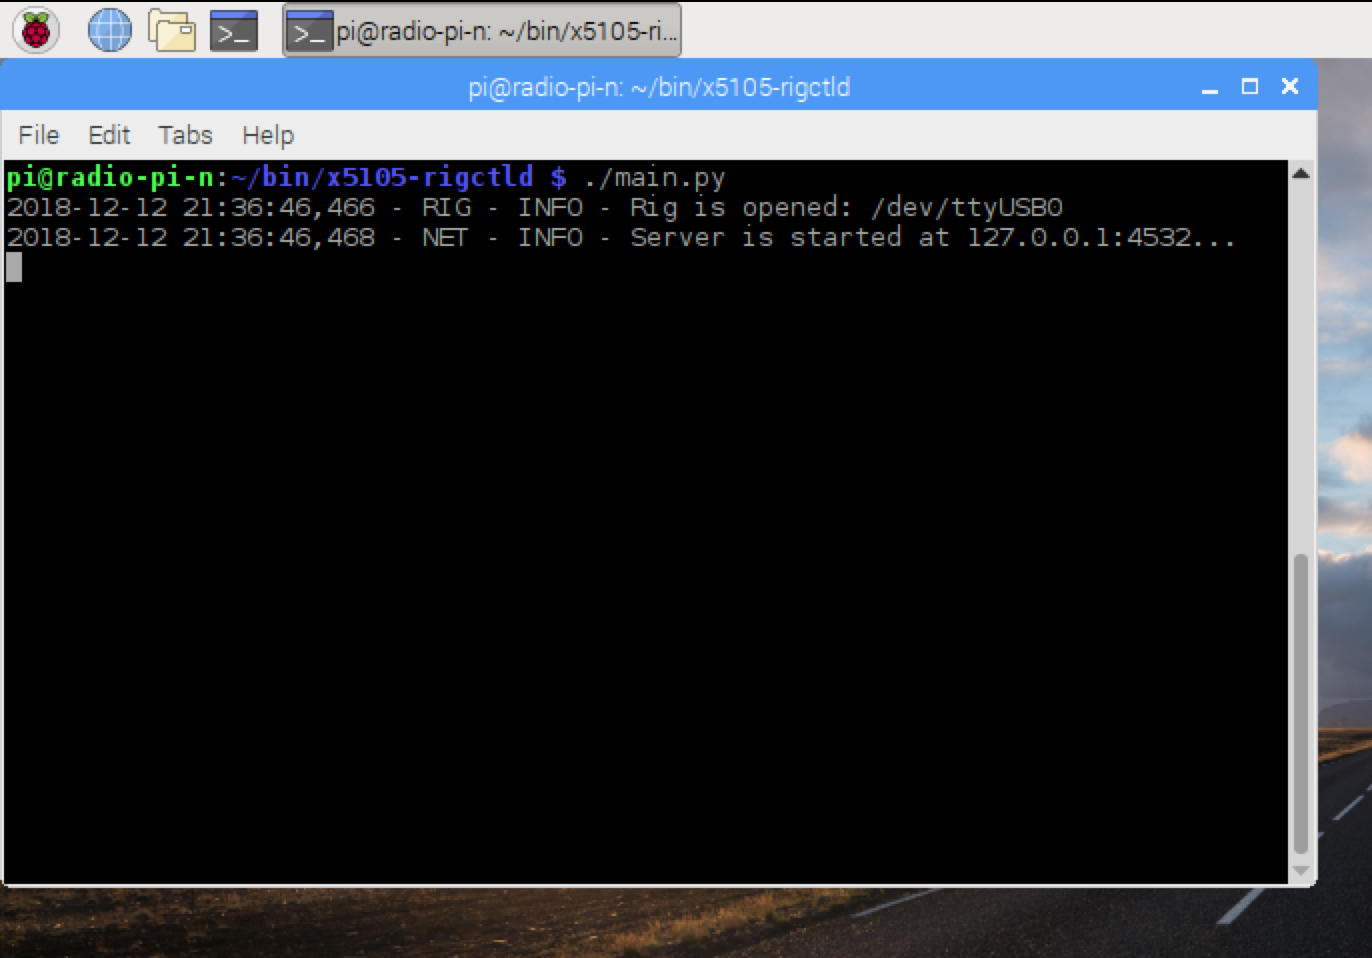 pi@radio-pi-n: ~/bin/x5105-ri...
pi@radio-pi-n: ~/bin/x5105-rigctld
File Edit Tabs Help
pi@radio-pi-n:~/bin/x5105-rigctld $ ./main.py
2018-12-12 21:36:46,466 - RIG - INFO - Rig is opened: /dev/ttyUSB0
2018-12-12 21:36:46,468 - NET - INFO - Server is started at 127.0.0.1:4532...